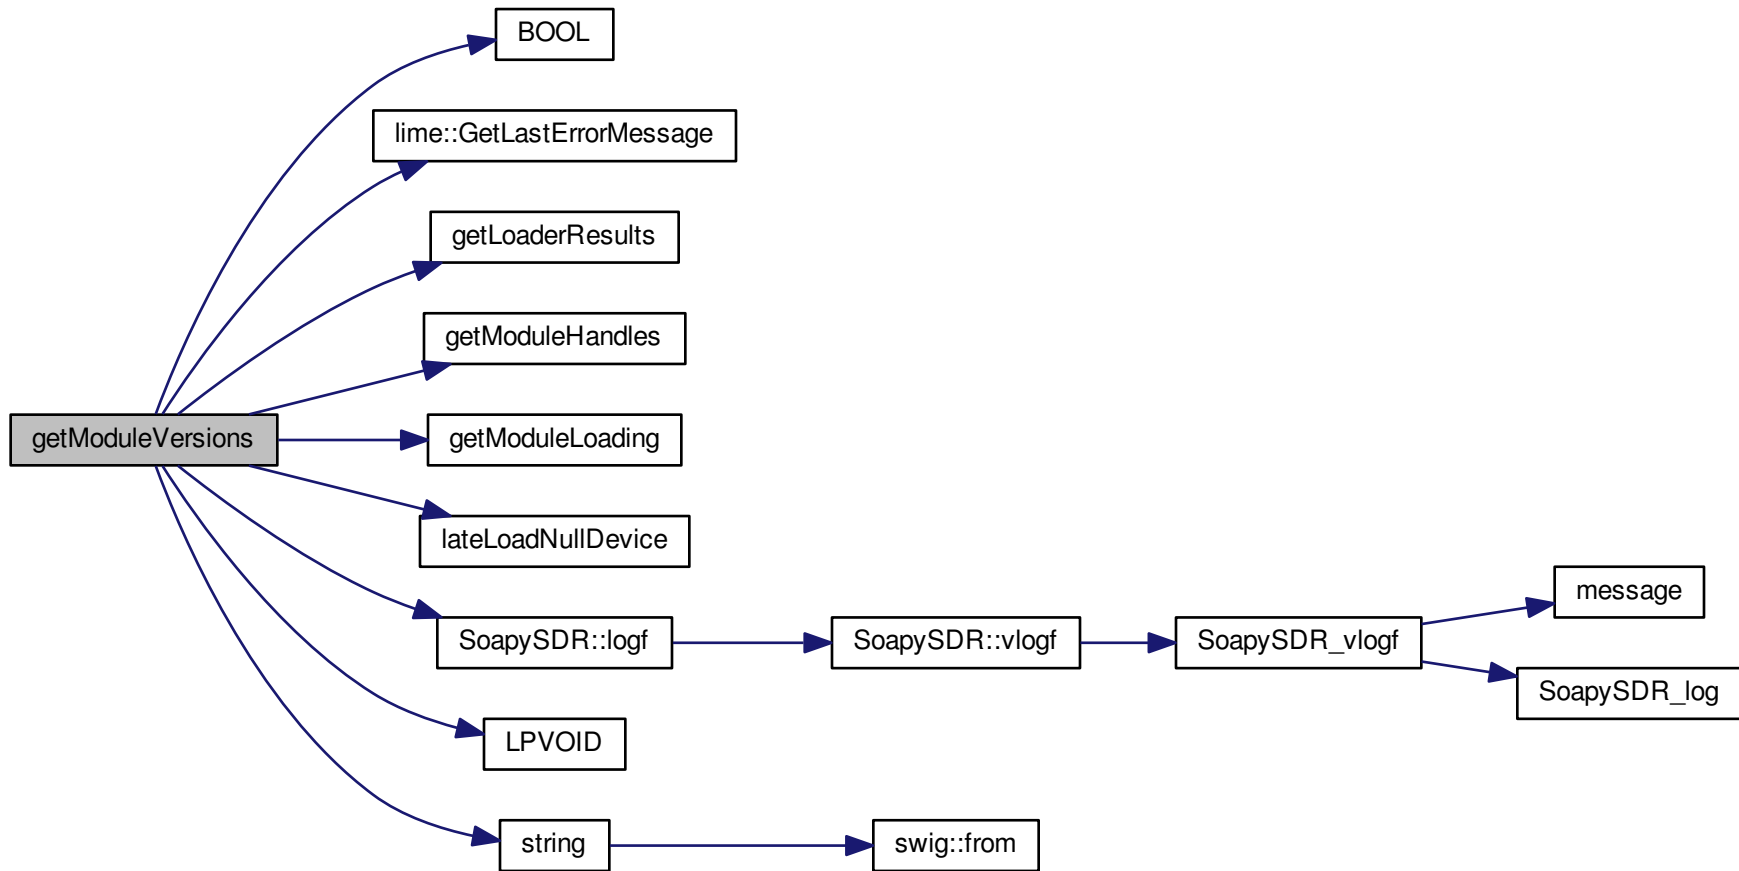 BOOL
lime::GetLastErrorMessage
getLoaderResults
getModuleHandles
getModuleVersions
getModuleLoading
lateLoadNullDevice
message
SoapySDR::logf
SoapySDR::vlogf
SoapySDR_vlogf
SoapySDR_log
LPVOID
string
swig::from